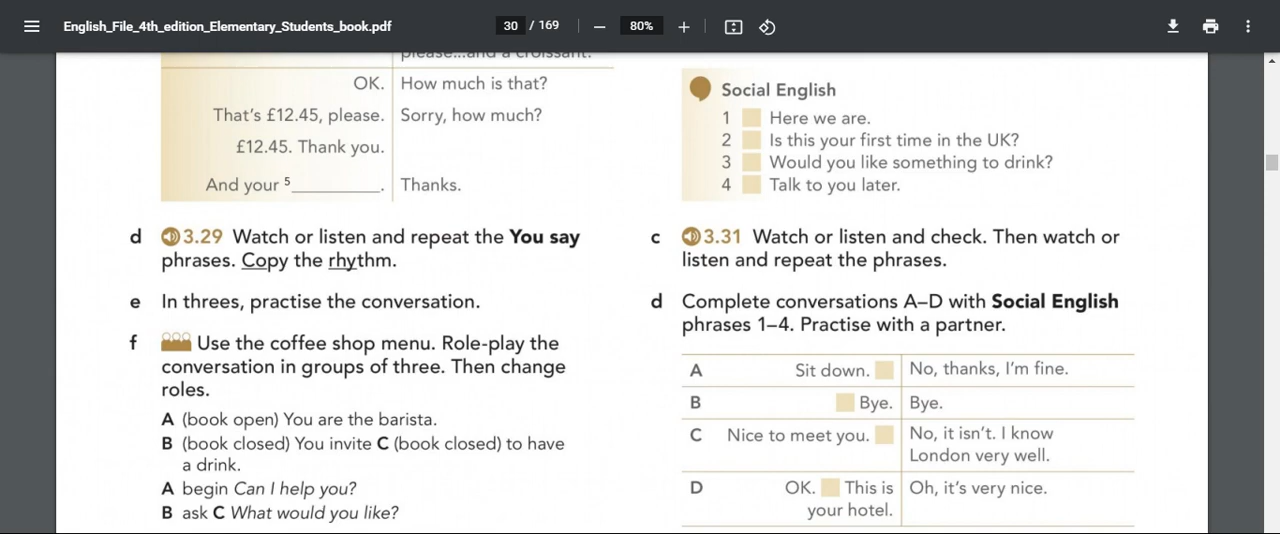 English_File_4th_edition_Elementary_Students_book.pdf
30 / 169
80%
please...and a croissant.
OK. How much is that?
That's £12.45, please. Sorry, how much?
£12.45. Thank you.
And your 5________. Thanks.
d 3.29 Watch or listen and repeat the You say
phrases. Copy the rhythm.
e In threes, practise the conversation.
f Use the coffee shop menu. Role-play the
conversation in groups of three. Then change
roles.
A (book open) You are the barista.
B (book closed) You invite C (book closed) to have
a drink.
A begin Can I help you?
B ask C What would you like?
Social English
1 Here we are.
2 Is this your first time in the UK?
3 Would you like something to drink?
4 Talk to you later.
c 3.31 Watch or listen and check. Then watch or
listen and repeat the phrases.
d Complete conversations A–D with Social English
phrases 1–4. Practise with a partner.
A Sit down. No, thanks, I'm fine.
B Bye. Bye.
C Nice to meet you. No, it isn't. I know
London very well.
D OK. This is Oh, it's very nice.
your hotel.